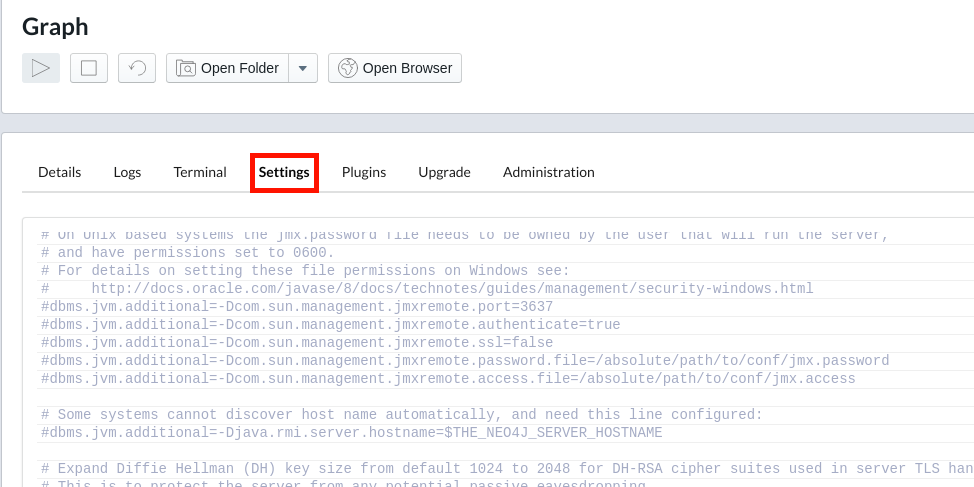 Graph
Open Folder Open Browser
Details Logs Terminal Settings Plugins Upgrade Administration
# On Unix based systems the jmx.password file needs to be owned by the user that will run the server,
# and have permissions set to 0600.
# For details on setting these file permissions on Windows see:
#     http://docs.oracle.com/javase/8/docs/technotes/guides/management/security-windows.html
#dbms.jvm.additional=-Dcom.sun.management.jmxremote.port=3637
#dbms.jvm.additional=-Dcom.sun.management.jmxremote.authenticate=true
#dbms.jvm.additional=-Dcom.sun.management.jmxremote.ssl=false
#dbms.jvm.additional=-Dcom.sun.management.jmxremote.password.file=/absolute/path/to/conf/jmx.password
#dbms.jvm.additional=-Dcom.sun.management.jmxremote.access.file=/absolute/path/to/conf/jmx.access
# Some systems cannot discover host name automatically, and need this line configured:
#dbms.jvm.additional=-Djava.rmi.server.hostname=$THE_NEO4J_SERVER_HOSTNAME
# Expand Diffie Hellman (DH) key size from default 1024 to 2048 for DH-RSA cipher suites used in server TLS han
# This is to protect the server from any potential passive eavesdropping.